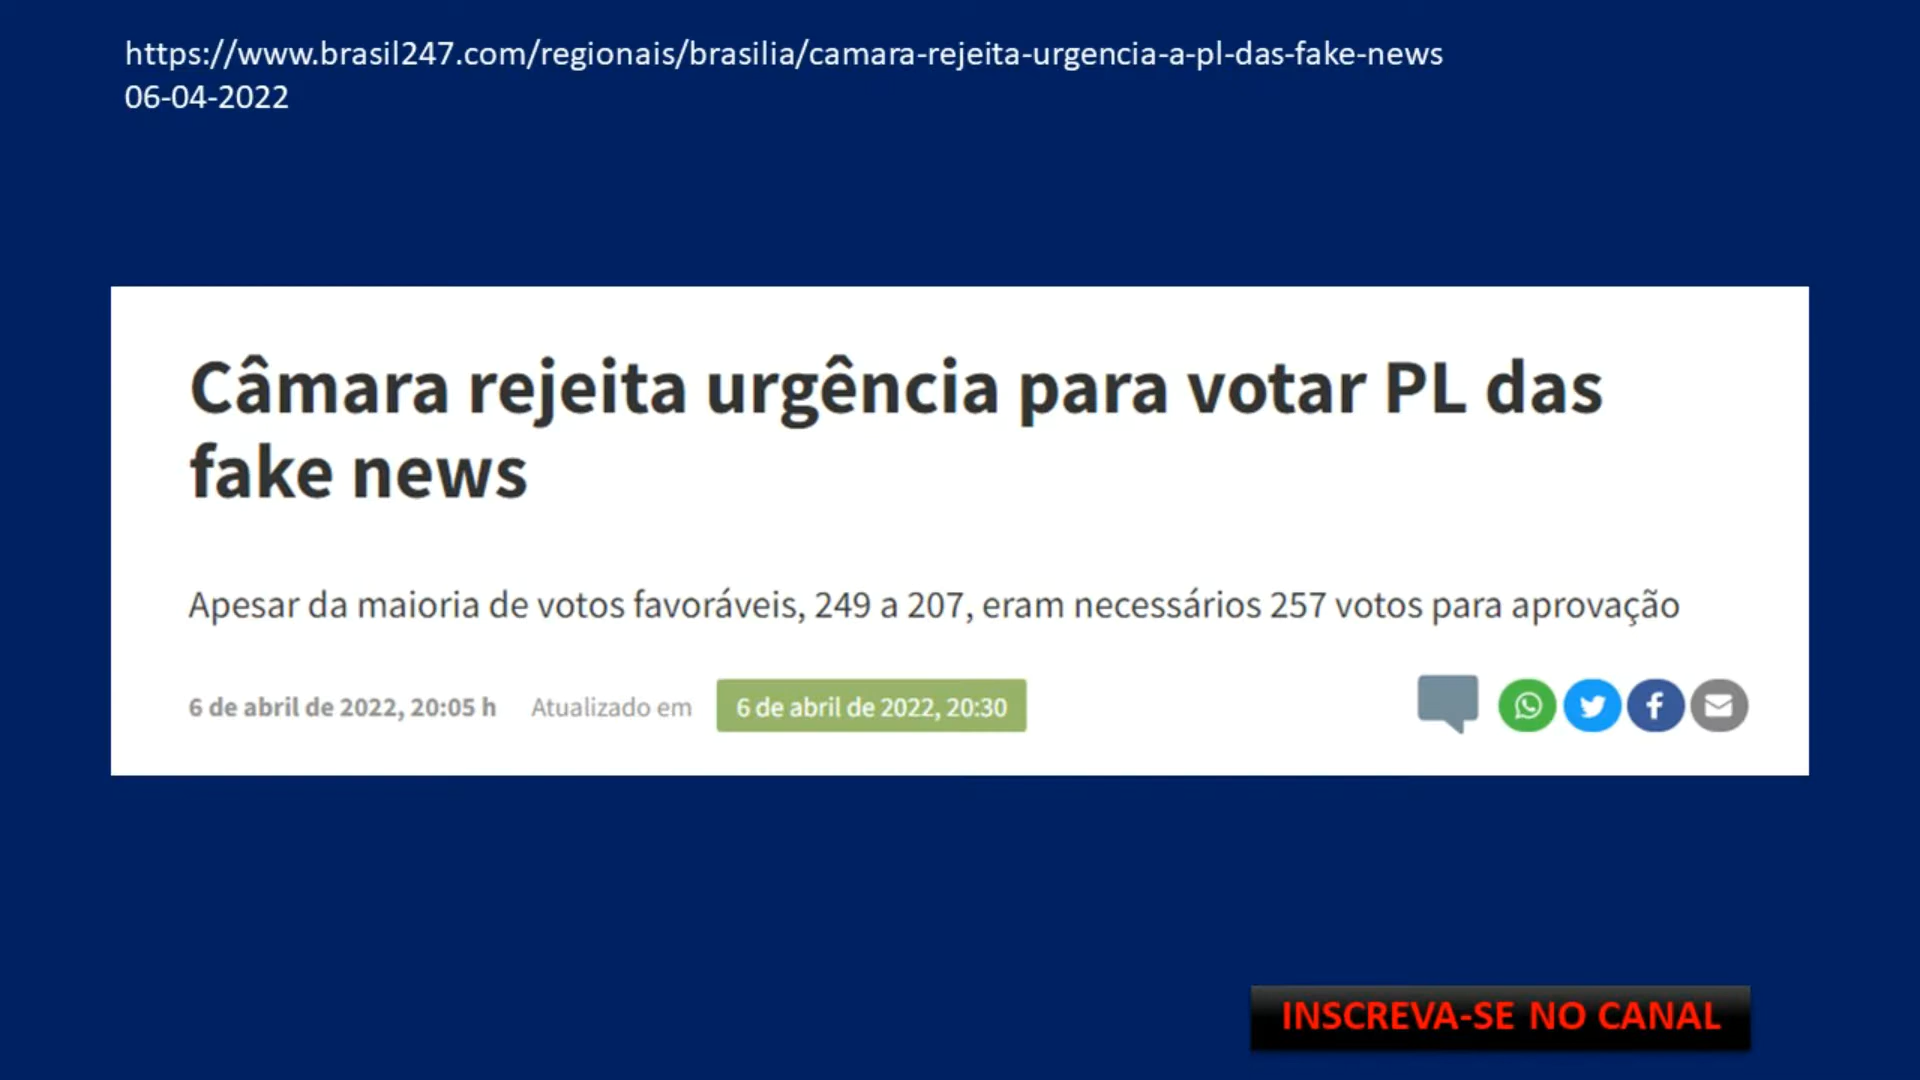 https://www.brasil247.com/regionais/brasilia/camara-rejeita-urgencia-a-pl-das-fake-news
06-04-2022
Câmara rejeita urgência para votar PL das
fake news
Apesar da maioria de votos favoráveis, 249 a 207, eram necessários 257 votos para aprovação
6 de abril de 2022, 20:05 h Atualizado em 6 de abril de 2022, 20:30
INSCREVA-SE NO CANAL